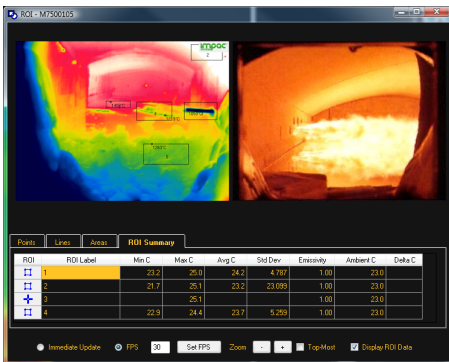 ROI - M7500105
impac
2
Points Lines Areas ROI Summary
ROI ROI Label Min C Max C Avg C Std Dev Emissivity Ambient C Delta C
1 23.2 25.0 24.2 4.787 1.00 23.0
2 21.7 25.1 23.2 23.099 1.00 23.0
3 25.1 1.00 23.0
4 22.9 24.4 23.7 5.259 1.00 23.0
Immediate Update FPS 30 Set FPS Zoom - + Top-Most Display ROI Data